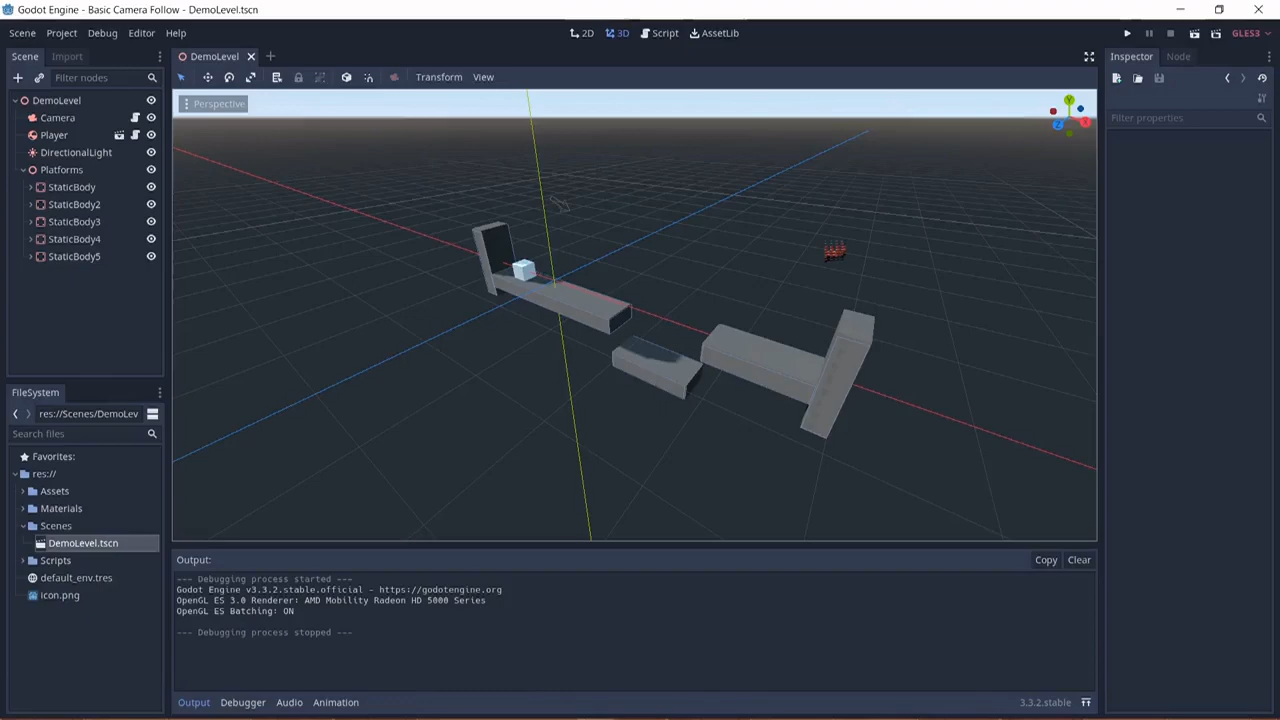 Godot Engine - Basic Camera Follow - DemoLevel.tscn
Scene Project Debug Editor Help
2D 3D Script AssetLib
GLES3
Scene Import
Filter nodes
DemoLevel
Camera
Player
DirectionalLight
Platforms
StaticBody
StaticBody2
StaticBody3
StaticBody4
StaticBody5
FileSystem
res://Scenes/DemoLev
Search files
Favorites:
res://
Assets
Materials
Scenes
DemoLevel.tscn
Scripts
default_env.tres
icon.png
DemoLevel
Transform View
Perspective
Y
X
Z
Output:
Copy Clear
--- Debugging process started ---
Godot Engine v3.3.2.stable.official - https://godotengine.org
OpenGL ES 3.0 Renderer: AMD Mobility Radeon HD 5000 Series
OpenGL ES Batching: ON
--- Debugging process stopped ---
Output Debugger Audio Animation
3.3.2.stable
Inspector Node
Filter properties